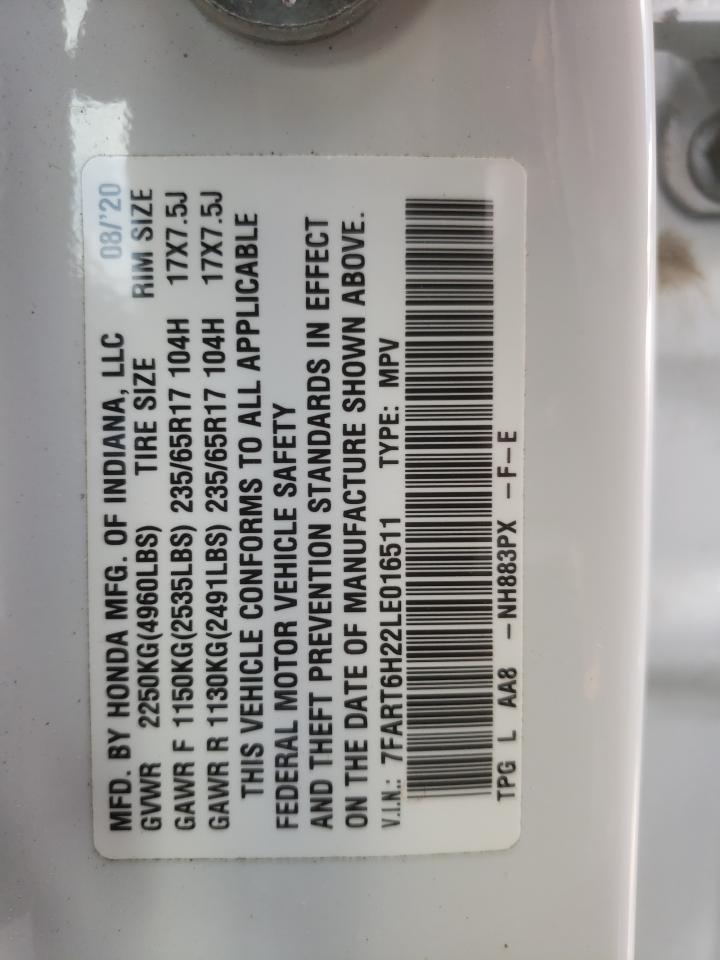 MFD. BY HONDA MFG. OF INDIANA, LLC 08/'20
GVWR 2250KG(4960LBS) TIRE SIZE RIM SIZE
GAWR F 1150KG(2535LBS) 235/65R17 104H 17X7.5J
GAWR R 1130KG(2491LBS) 235/65R17 104H 17X7.5J
THIS VEHICLE CONFORMS TO ALL APPLICABLE
FEDERAL MOTOR VEHICLE SAFETY
AND THEFT PREVENTION STANDARDS IN EFFECT
ON THE DATE OF MANUFACTURE SHOWN ABOVE.
V.I.N.: 7FART6H22LE016511 TYPE: MPV
TPG L AA8 -NH883PX -F-E